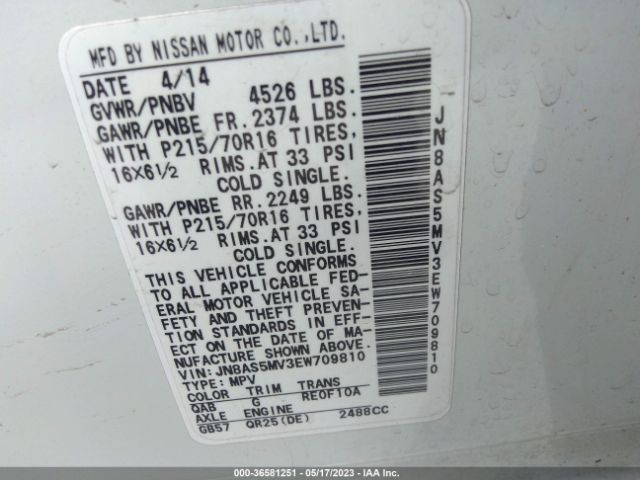 MFD BY NISSAN MOTOR CO.,LTD.
DATE 4/14
GVWR/PNBV 4526 LBS.
GAWR/PNBE FR.2374 LBS.
WITH P215/70R16 TIRES,
16X6½ RIMS.AT 33 PSI
COLD SINGLE.
GAWR/PNBE RR.2249 LBS.
WITH P215/70R16 TIRES,
16X6½ RIMS.AT 33 PSI
COLD SINGLE.
THIS VEHICLE CONFORMS
TO ALL APPLICABLE FED-
ERAL MOTOR VEHICLE SA-
FETY AND THEFT PREVEN-
TION STANDARDS IN EFF-
ECT ON THE DATE OF MA-
NUFACTURE SHOWN ABOVE.
VIN:JN8AS5MV3EW709810
TYPE:MPV
COLOR TRIM TRANS
QAB G RE0F10A
AXLE ENGINE
GB57 QR25(DE) 2488CC
JN8AS5MV3EW709810
000-36581251 - 05/17/2023 - IAA Inc.